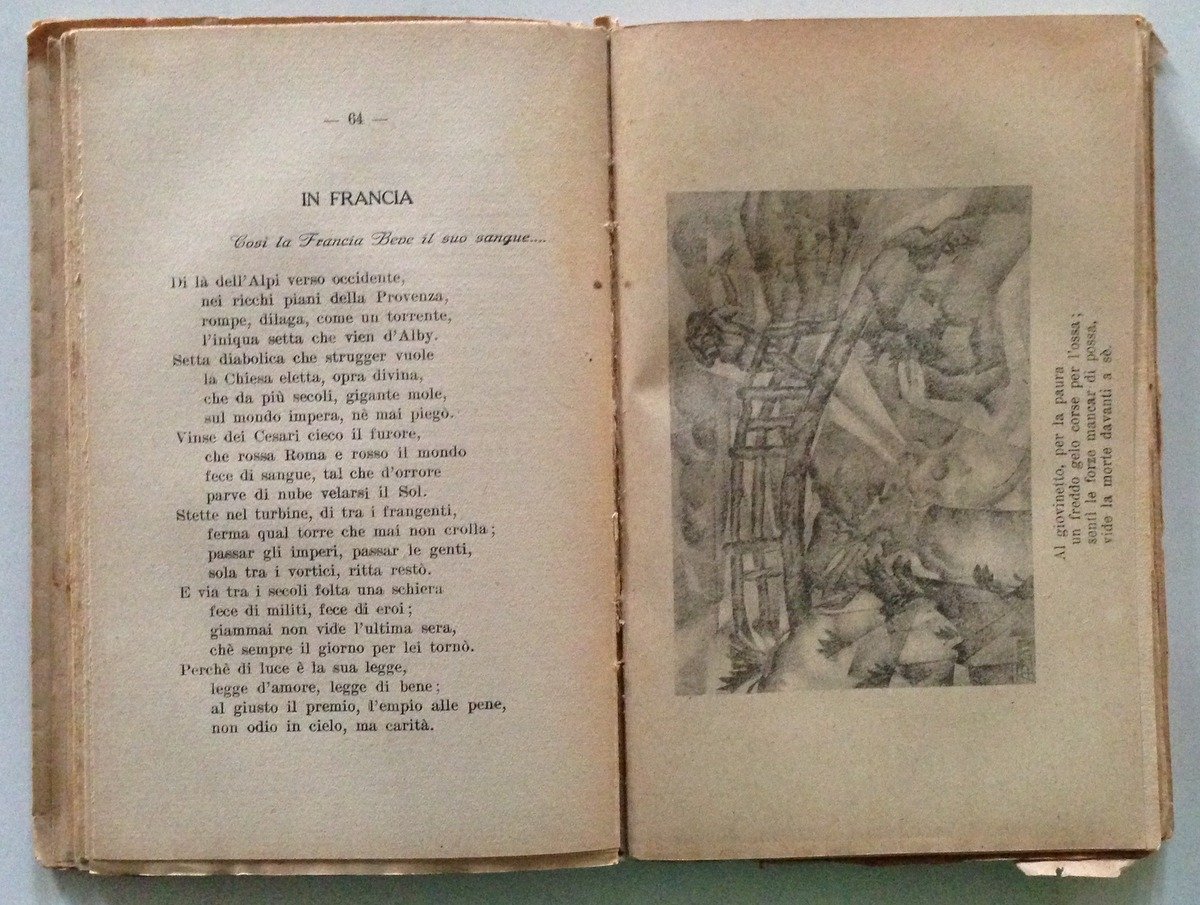 — 64 —
IN FRANCIA
Così la Francia Beve il suo sangue....
Di là dell'Alpi verso occidente,
nei ricchi piani della Provenza,
rompe, dilaga, come un torrente,
l'iniqua setta che vien d'Alby.
Setta diabolica che strugger vuole
la Chiesa eletta, opra divina,
che da più secoli, gigante mole,
sul mondo impera, nè mai piegò.
Vinse dei Cesari cieco il furore,
che rossa Roma e rosso il mondo
fece di sangue, tal che d'orrore
parve di nube velarsi il Sol.
Stette nel turbine, di tra i frangenti,
ferma qual torre che mai non crolla;
passar gli imperi, passar le genti,
sola tra i vortici, ritta restò.
E via tra i secoli folta una schiera
fece di militi, fece di eroi;
giammai non vide l'ultima sera,
chè sempre il giorno per lei tornò.
Perchè di luce è la sua legge,
legge d'amore, legge di bene;
al giusto il premio, l'empio alle pene,
non odio in cielo, ma carità.
Al giovinetto, per la paura
un freddo gelo corse per l'ossa;
sentì le forze mancar di possa,
vide la morte davanti a sè.